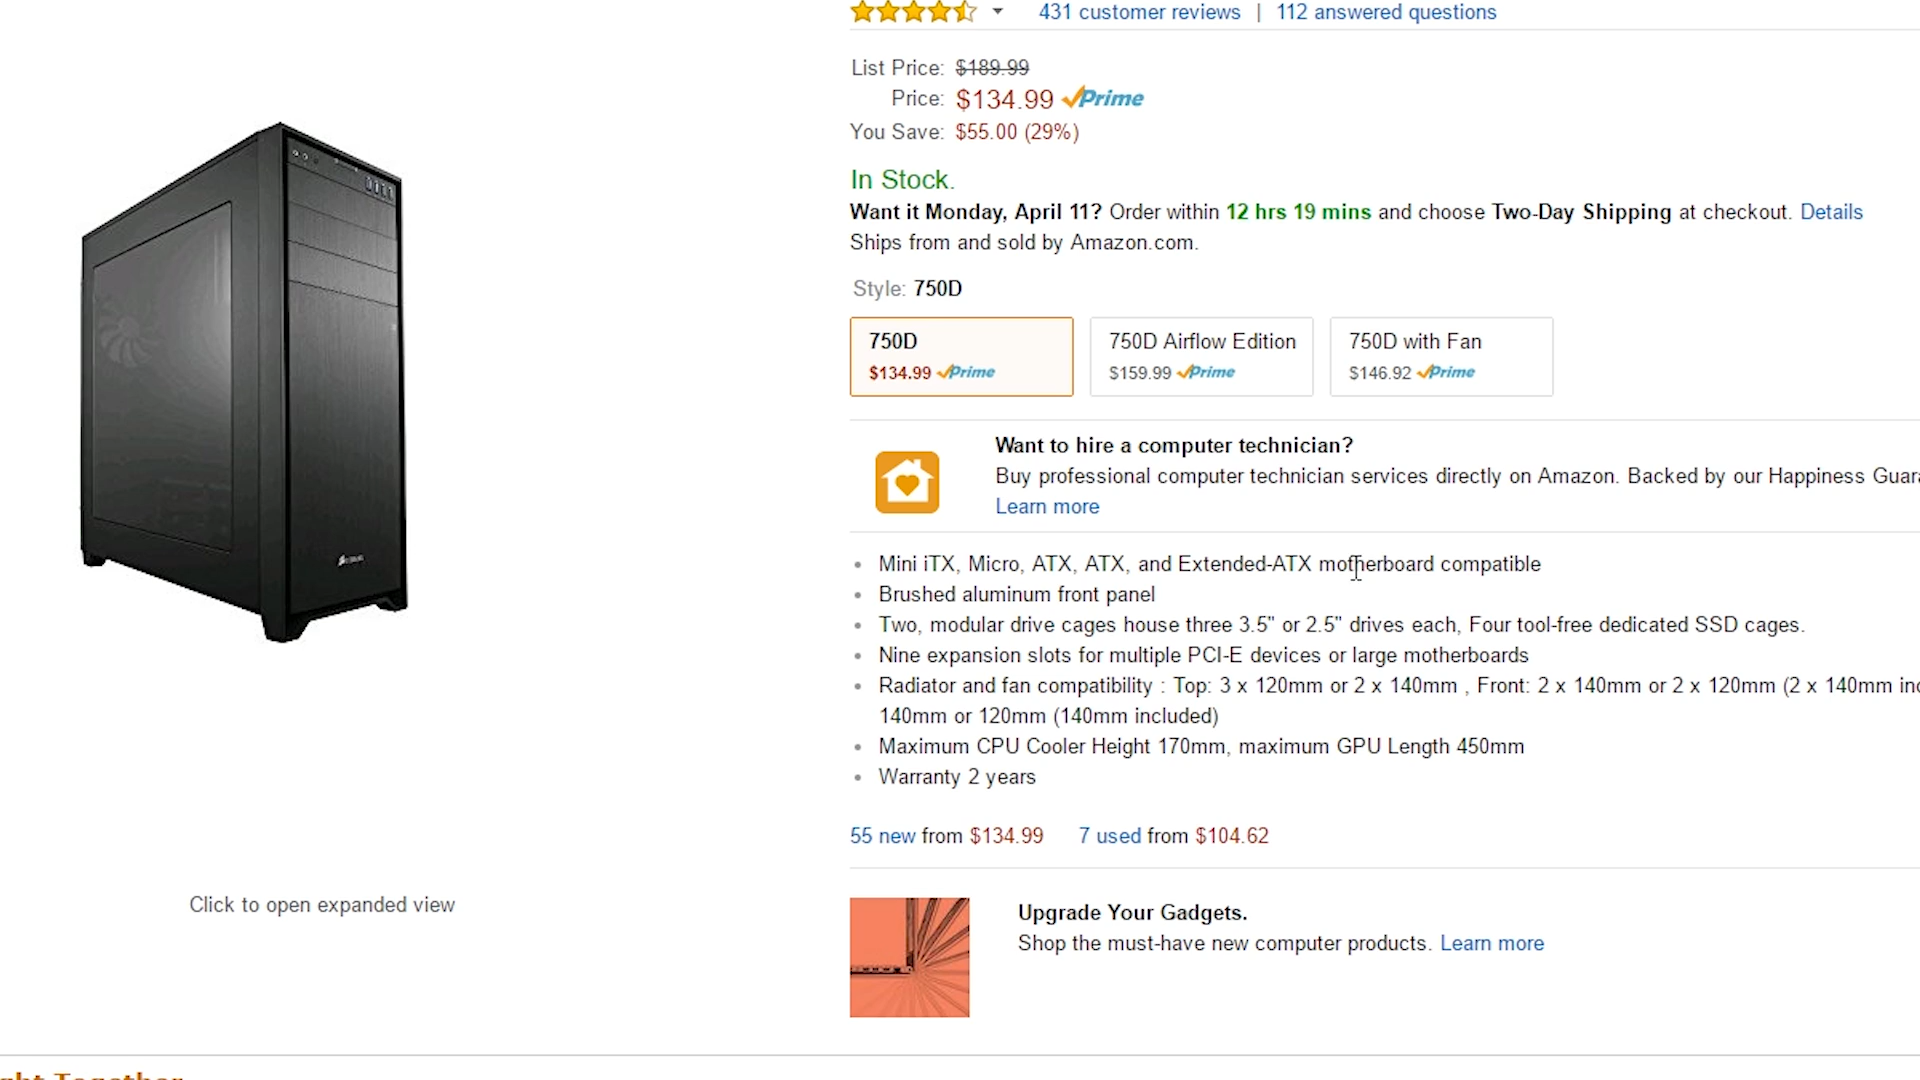 431 customer reviews | 112 answered questions
List Price: $189.99
Price: $134.99 Prime
You Save: $55.00 (29%)
In Stock.
Want it Monday, April 11? Order within 12 hrs 19 mins and choose Two-Day Shipping at checkout. Details
Ships from and sold by Amazon.com.
Style: 750D
750D
$134.99 Prime
750D Airflow Edition
$159.99 Prime
750D with Fan
$146.92 Prime
Want to hire a computer technician?
Buy professional computer technician services directly on Amazon. Backed by our Happiness
Learn more
Mini iTX, Micro, ATX, ATX, and Extended-ATX motherboard compatible
Brushed aluminum front panel
Two, modular drive cages house three 3.5" or 2.5" drives each, Four tool-free dedicated SSD cages.
Nine expansion slots for multiple PCI-E devices or large motherboards
Radiator and fan compatibility : Top: 3 x 120mm or 2 x 140mm , Front: 2 x 140mm or 2 x 120mm (2 x 140mm
140mm or 120mm (140mm included)
Maximum CPU Cooler Height 170mm, maximum GPU Length 450mm
Warranty 2 years
55 new from $134.99 7 used from $104.62
Click to open expanded view
Upgrade Your Gadgets.
Shop the must-have new computer products. Learn more
Together